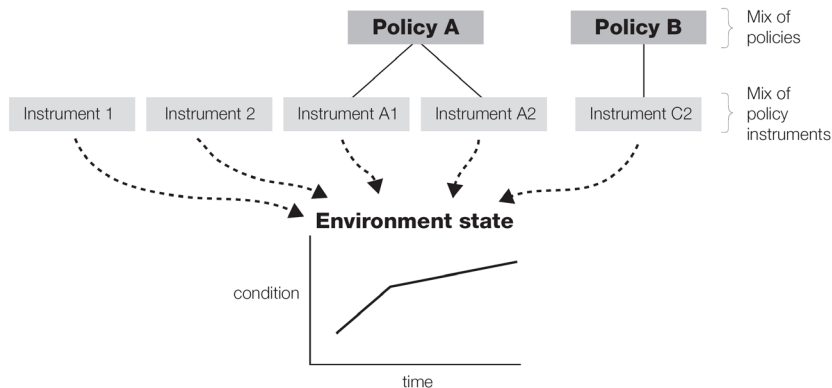 Policy A
Policy B
Mix of
policies
Instrument 1
Instrument 2
Instrument A1
Instrument A2
Instrument C2
Mix of
policy
instruments
Environment state
condition
time